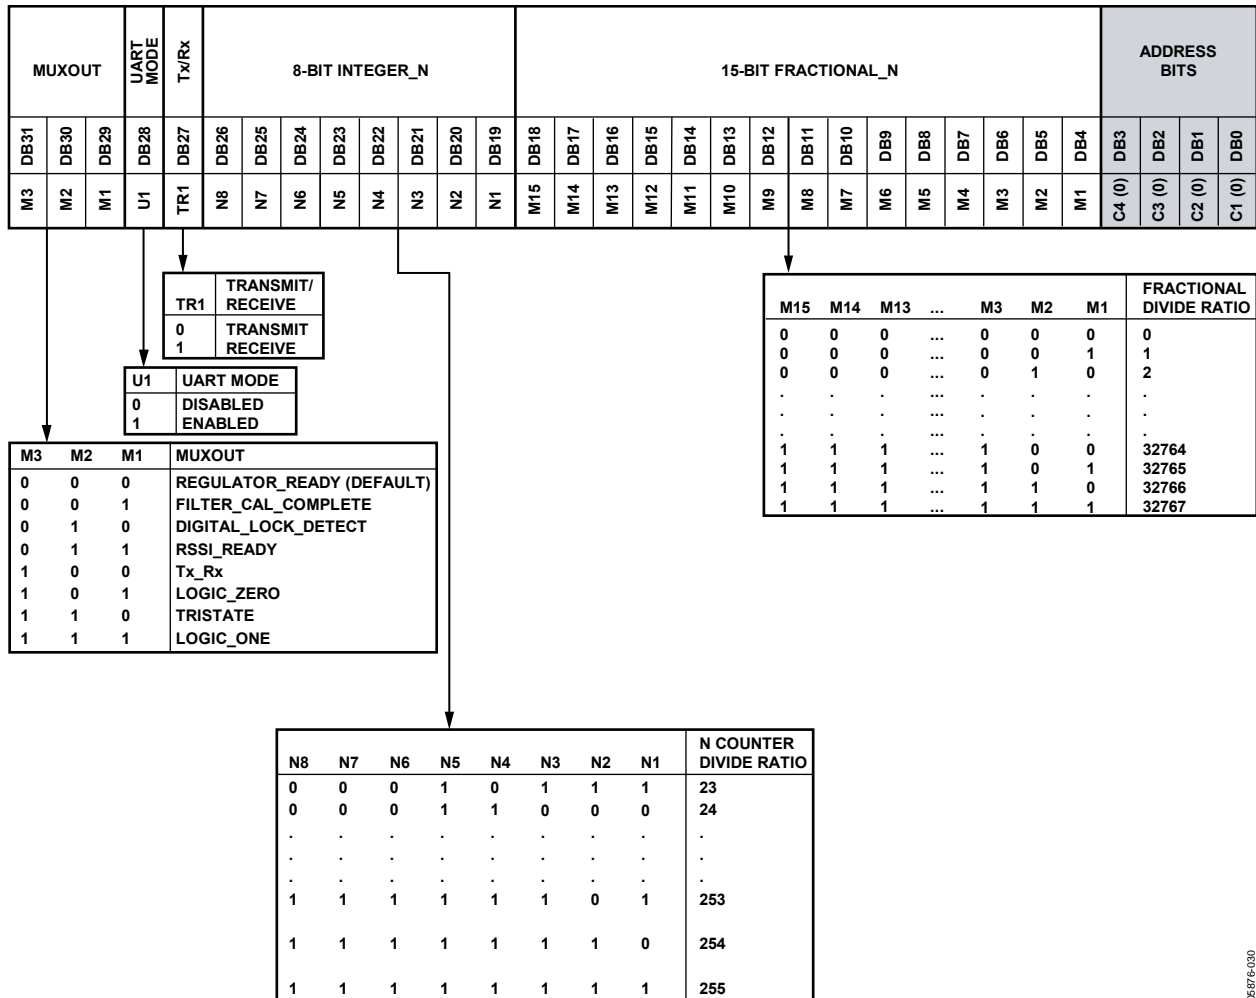 MUXOUT UART MODE Tx/Rx 8-BIT INTEGER_N 15-BIT FRACTIONAL_N ADDRESS BITS
DB31 DB30 DB29 DB28 DB27 DB26 DB25 DB24 DB23 DB22 DB21 DB20 DB19 DB18 DB17 DB16 DB15 DB14 DB13 DB12 DB11 DB10 DB9 DB8 DB7 DB6 DB5 DB4 DB3 DB2 DB1 DB0
M3 M2 M1 U1 TR1 N8 N7 N6 N5 N4 N3 N2 N1 M15 M14 M13 M12 M11 M10 M9 M8 M7 M6 M5 M4 M3 M2 M1 C4 (0) C3 (0) C2 (0) C1 (0)
TR1 TRANSMIT/ RECEIVE
0 TRANSMIT
1 RECEIVE
U1 UART MODE
0 DISABLED
1 ENABLED
M3 M2 M1 MUXOUT
0 0 0 REGULATOR_READY (DEFAULT)
0 0 1 FILTER_CAL_COMPLETE
0 1 0 DIGITAL_LOCK_DETECT
0 1 1 RSSI_READY
1 0 0 Tx_Rx
1 0 1 LOGIC_ZERO
1 1 0 TRISTATE
1 1 1 LOGIC_ONE
M15 M14 M13 ... M3 M2 M1 FRACTIONAL DIVIDE RATIO
0 0 0 ... 0 0 0 0
0 0 0 ... 0 0 1 1
0 0 0 ... 0 1 0 2
. . . ... . . . .
. . . ... . . . .
. . . ... . . . .
1 1 1 ... 1 0 0 32764
1 1 1 ... 1 0 1 32765
1 1 1 ... 1 1 0 32766
1 1 1 ... 1 1 1 32767
N8 N7 N6 N5 N4 N3 N2 N1 N COUNTER DIVIDE RATIO
0 0 0 1 0 1 1 1 23
0 0 0 1 1 0 0 0 24
. . . . . . . . .
. . . . . . . . .
. . . . . . . . .
1 1 1 1 1 1 0 1 253
1 1 1 1 1 1 1 0 254
1 1 1 1 1 1 1 1 255